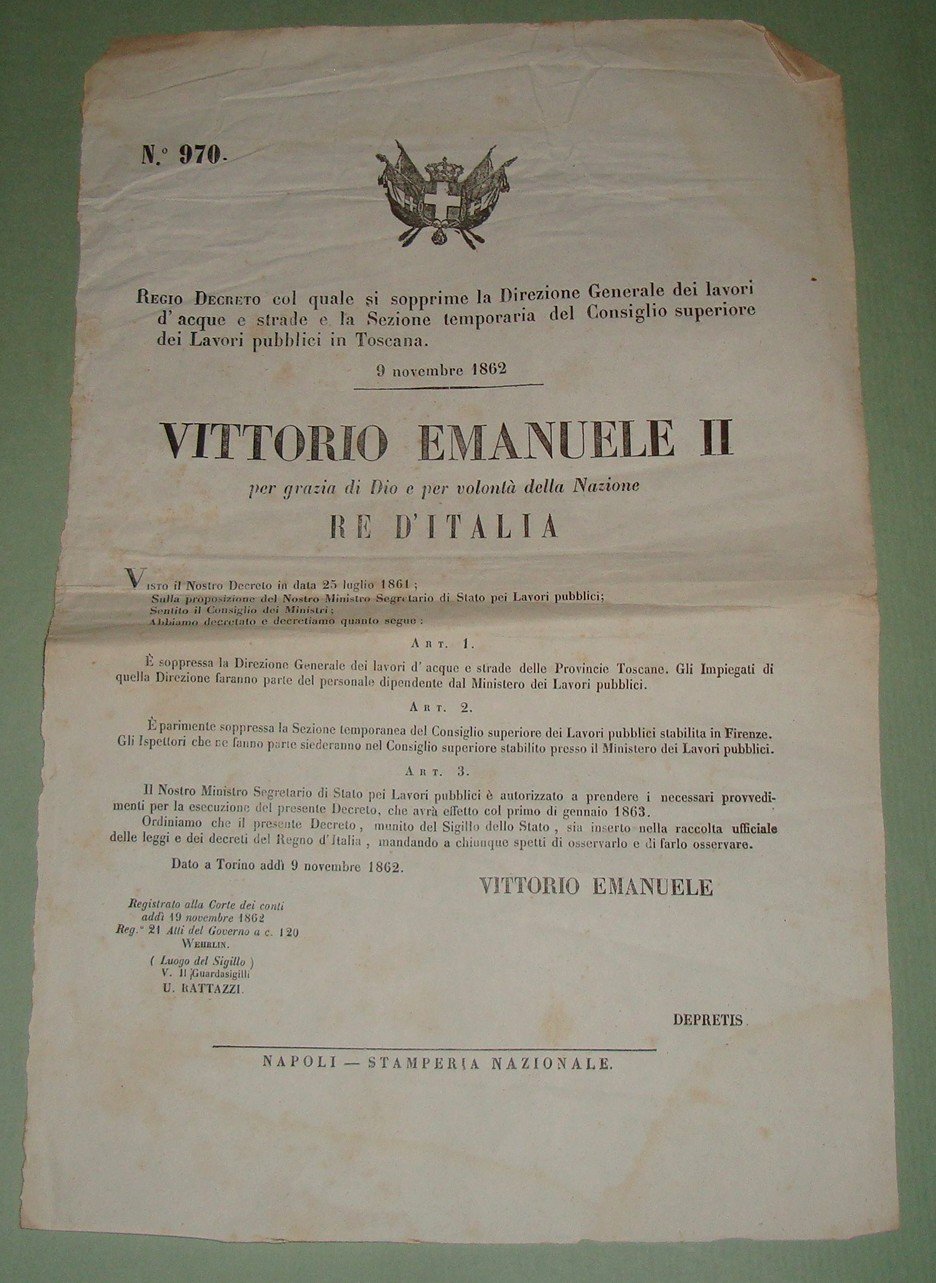 N.º 970.
REGIO DECRETO col quale si sopprime la Direzione Generale dei lavori
d'acque e strade e la Sezione temporaria del Consiglio superiore
dei Lavori pubblici in Toscana.
9 novembre 1862
VITTORIO EMANUELE II
per grazia di Dio e per volontà della Nazione
RE D'ITALIA
VISTO il Nostro Decreto in data 25 luglio 1861;
Sulla proposizione del Nostro Ministro Segretario di Stato pei Lavori pubblici;
Sentito il Consiglio dei Ministri;
Abbiamo decretato e decretiamo quanto segue:
ART. 1.
È soppressa la Direzione Generale dei lavori d'acque e strade delle Provincie Toscane. Gli Impiegati di
quella Direzione faranno parte del personale dipendente dal Ministero dei Lavori pubblici.
ART. 2.
È parimente soppressa la Sezione temporanea del Consiglio superiore dei Lavori pubblici stabilita in Firenze.
Gli Ispettori che ne fanno parte siederanno nel Consiglio superiore stabilito presso il Ministero dei Lavori pubblici.
ART. 3.
Il Nostro Ministro Segretario di Stato pei Lavori pubblici è autorizzato a prendere i necessari provvedi-
menti per la esecuzione del presente Decreto, che avrà effetto col primo di gennaio 1863.
Ordiniamo che il presente Decreto, munito del Sigillo dello Stato, sia inserto nella raccolta ufficiale
delle leggi e dei decreti del Regno d'Italia, mandando a chiunque spetti di osservarlo e di farlo osservare.
Dato a Torino addì 9 novembre 1862.
VITTORIO EMANUELE
Registrato alla Corte dei conti
addì 19 novembre 1862
Reg.º 21 Atti del Governo a c. 120
WEHRLIN.
(Luogo del Sigillo)
V. Il Guardasigilli
U. RATTAZZI.
DEPRETIS.
NAPOLI — STAMPERIA NAZIONALE.